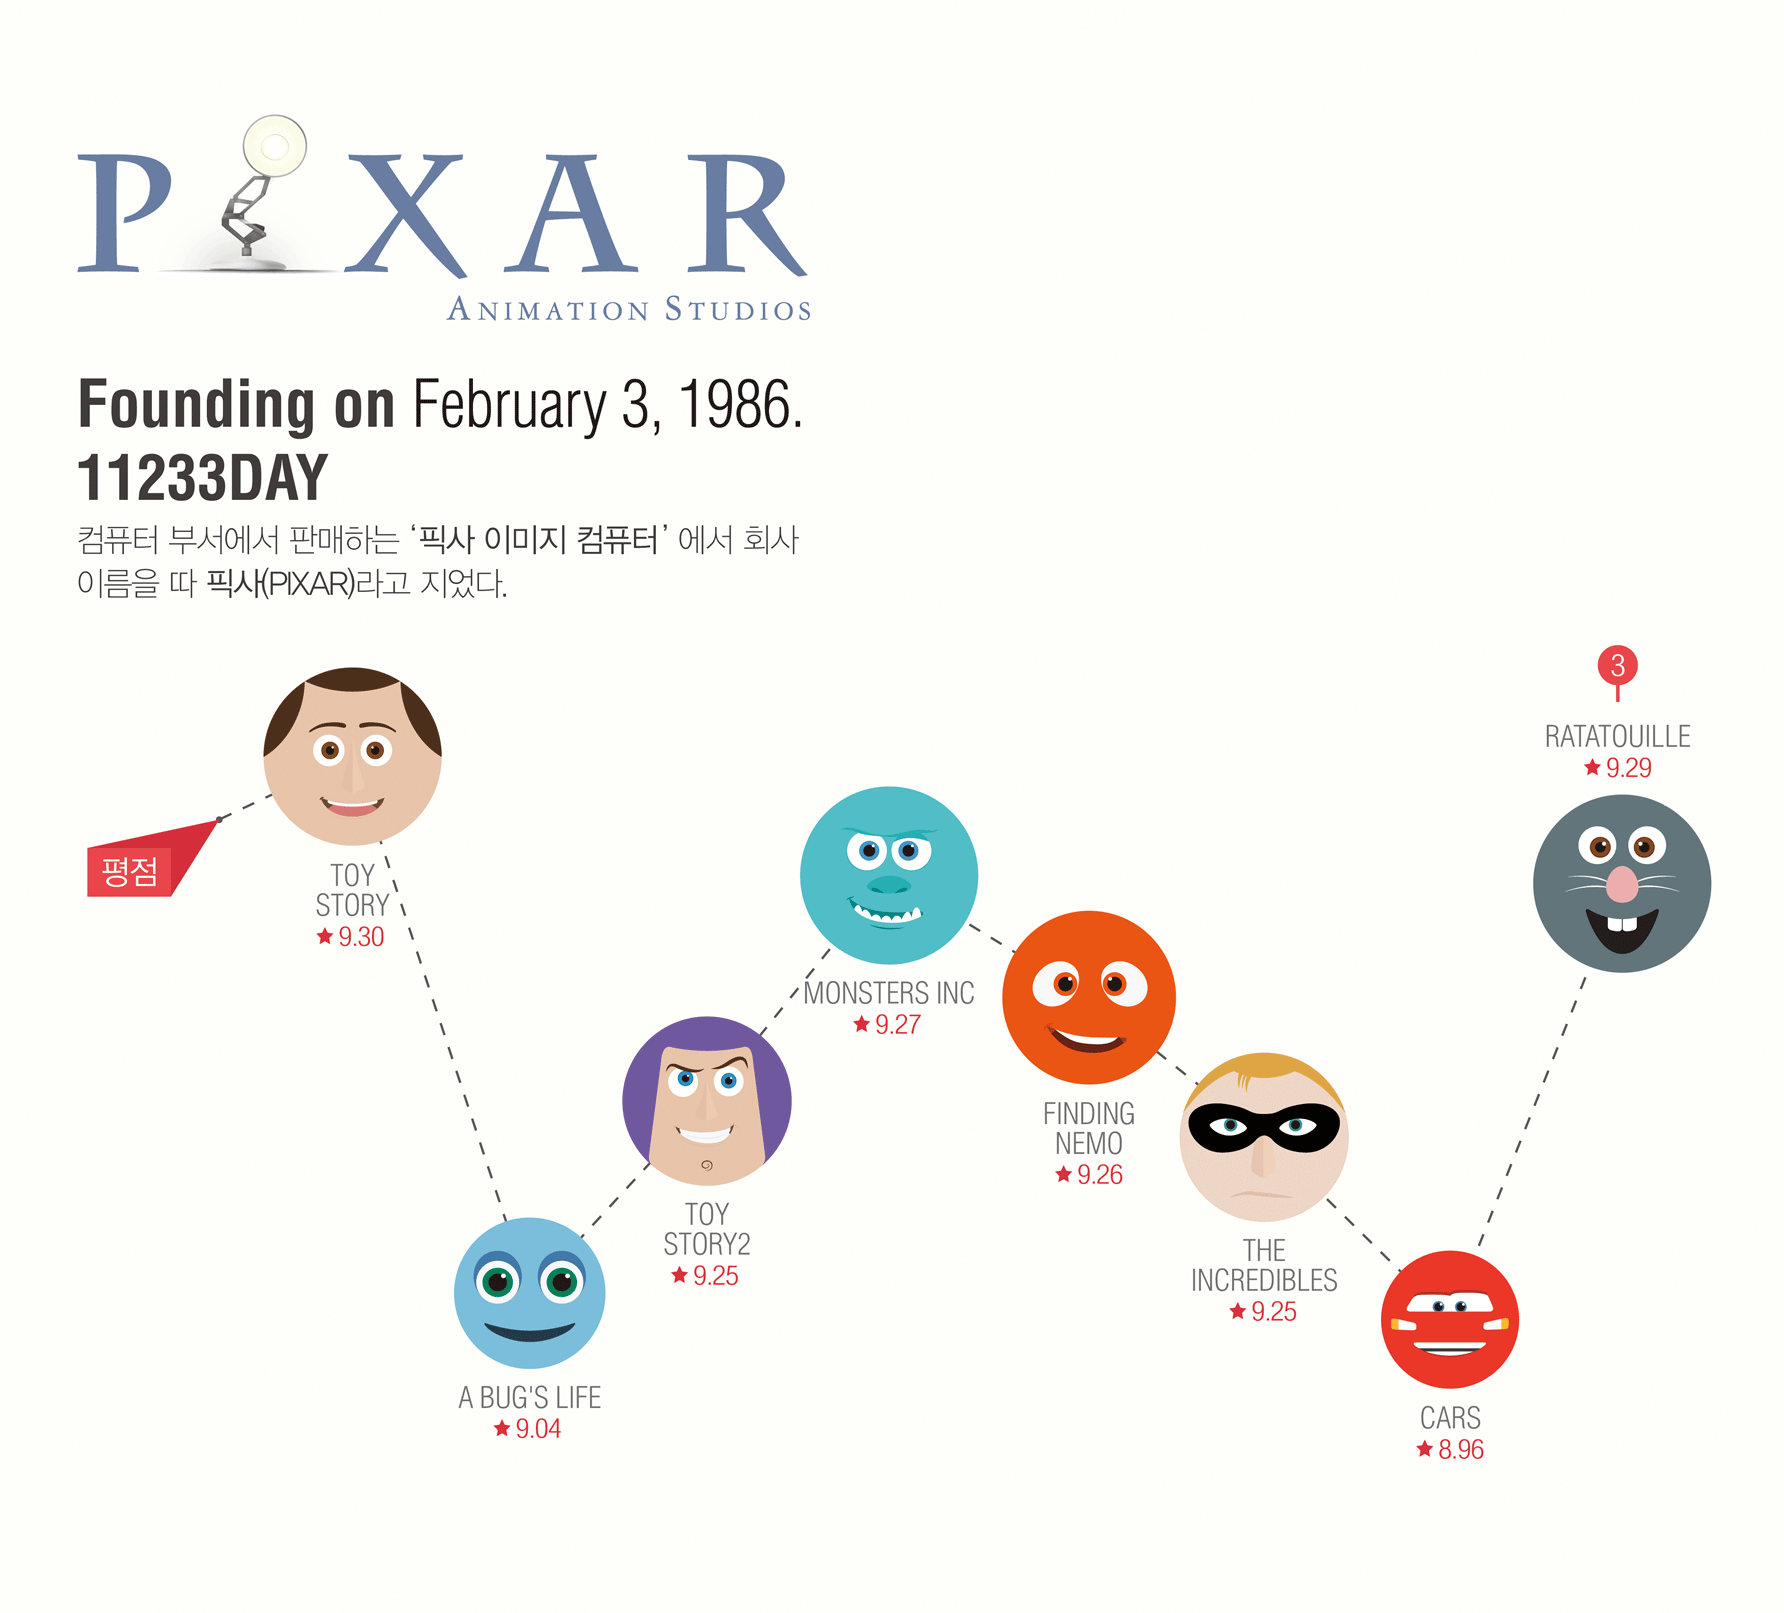 PIXAR
ANIMATION STUDIOS
Founding on February 3, 1986.
11233DAY
컴퓨터 부서에서 판매하는 ‘픽사 이미지 컴퓨터’ 에서 회사
이름을 따 픽사(PIXAR)라고 지었다.
평점
TOY
STORY
★ 9.30
A BUG'S LIFE
★ 9.04
TOY
STORY2
★ 9.25
MONSTERS INC
★ 9.27
FINDING
NEMO
★ 9.26
THE
INCREDIBLES
★ 9.25
CARS
★ 8.96
3
RATATOUILLE
★ 9.29